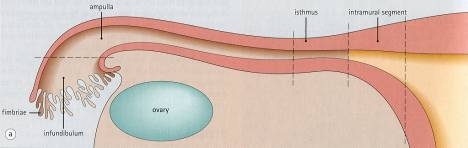 ampulla
isthmus
intramural segment
fimbriae
infundibulum
ovary
a